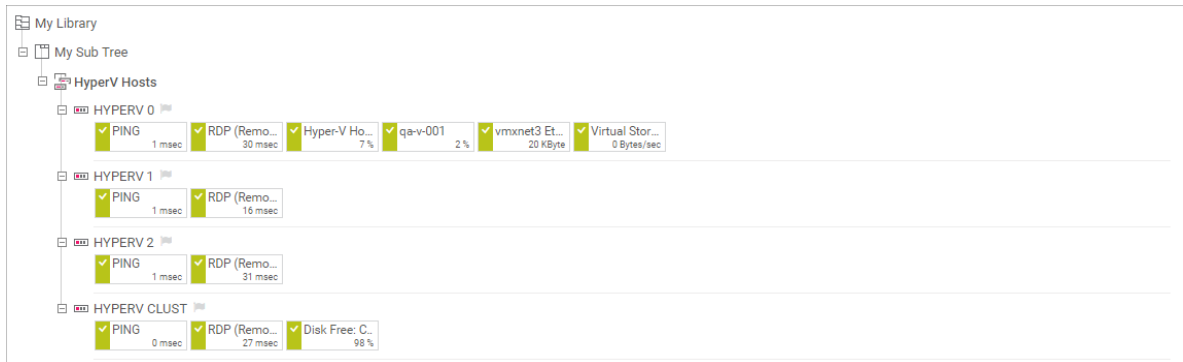 My Library
My Sub Tree
HyperV Hosts
HYPERV 0
PING RDP (Remo... Hyper-V Ho... qa-v-001 vmxnet3 Et... Virtual Stor...
1 msec 30 msec 7 % 2 % 20 KByte 0 Bytes/sec
HYPERV 1
PING RDP (Remo...
1 msec 16 msec
HYPERV 2
PING RDP (Remo...
1 msec 31 msec
HYPERV CLUST
PING RDP (Remo... Disk Free: C..
0 msec 27 msec 98 %